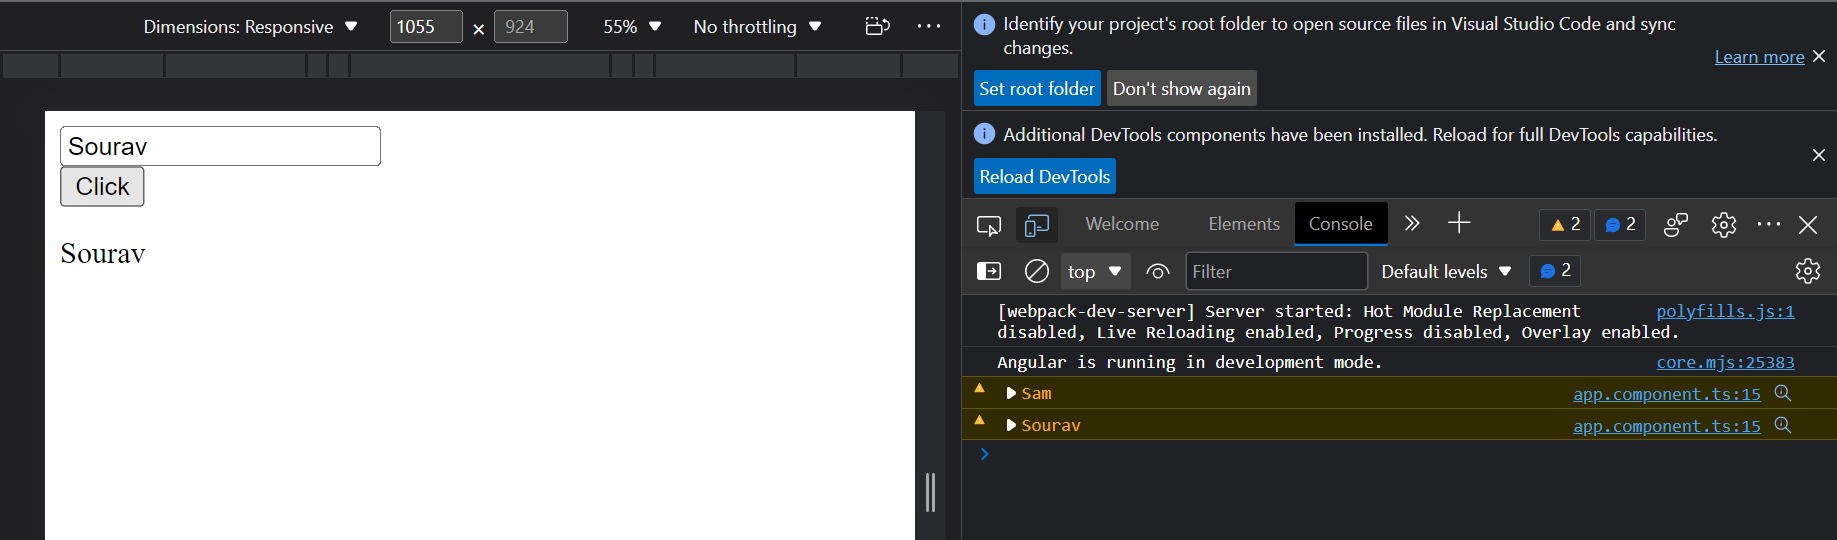 Dimensions: Responsive 1055 × 924 55% No throttling
Sourav
Click
Sourav
Identify your project's root folder to open source files in Visual Studio Code and sync
changes.
Learn more
Set root folder Don't show again
Additional DevTools components have been installed. Reload for full DevTools capabilities.
Reload DevTools
Welcome Elements Console 2 2
top Filter Default levels 2
[webpack-dev-server] Server started: Hot Module Replacement polyfills.js:1
disabled, Live Reloading enabled, Progress disabled, Overlay enabled.
Angular is running in development mode. core.mjs:25383
Sam app.component.ts:15
Sourav app.component.ts:15